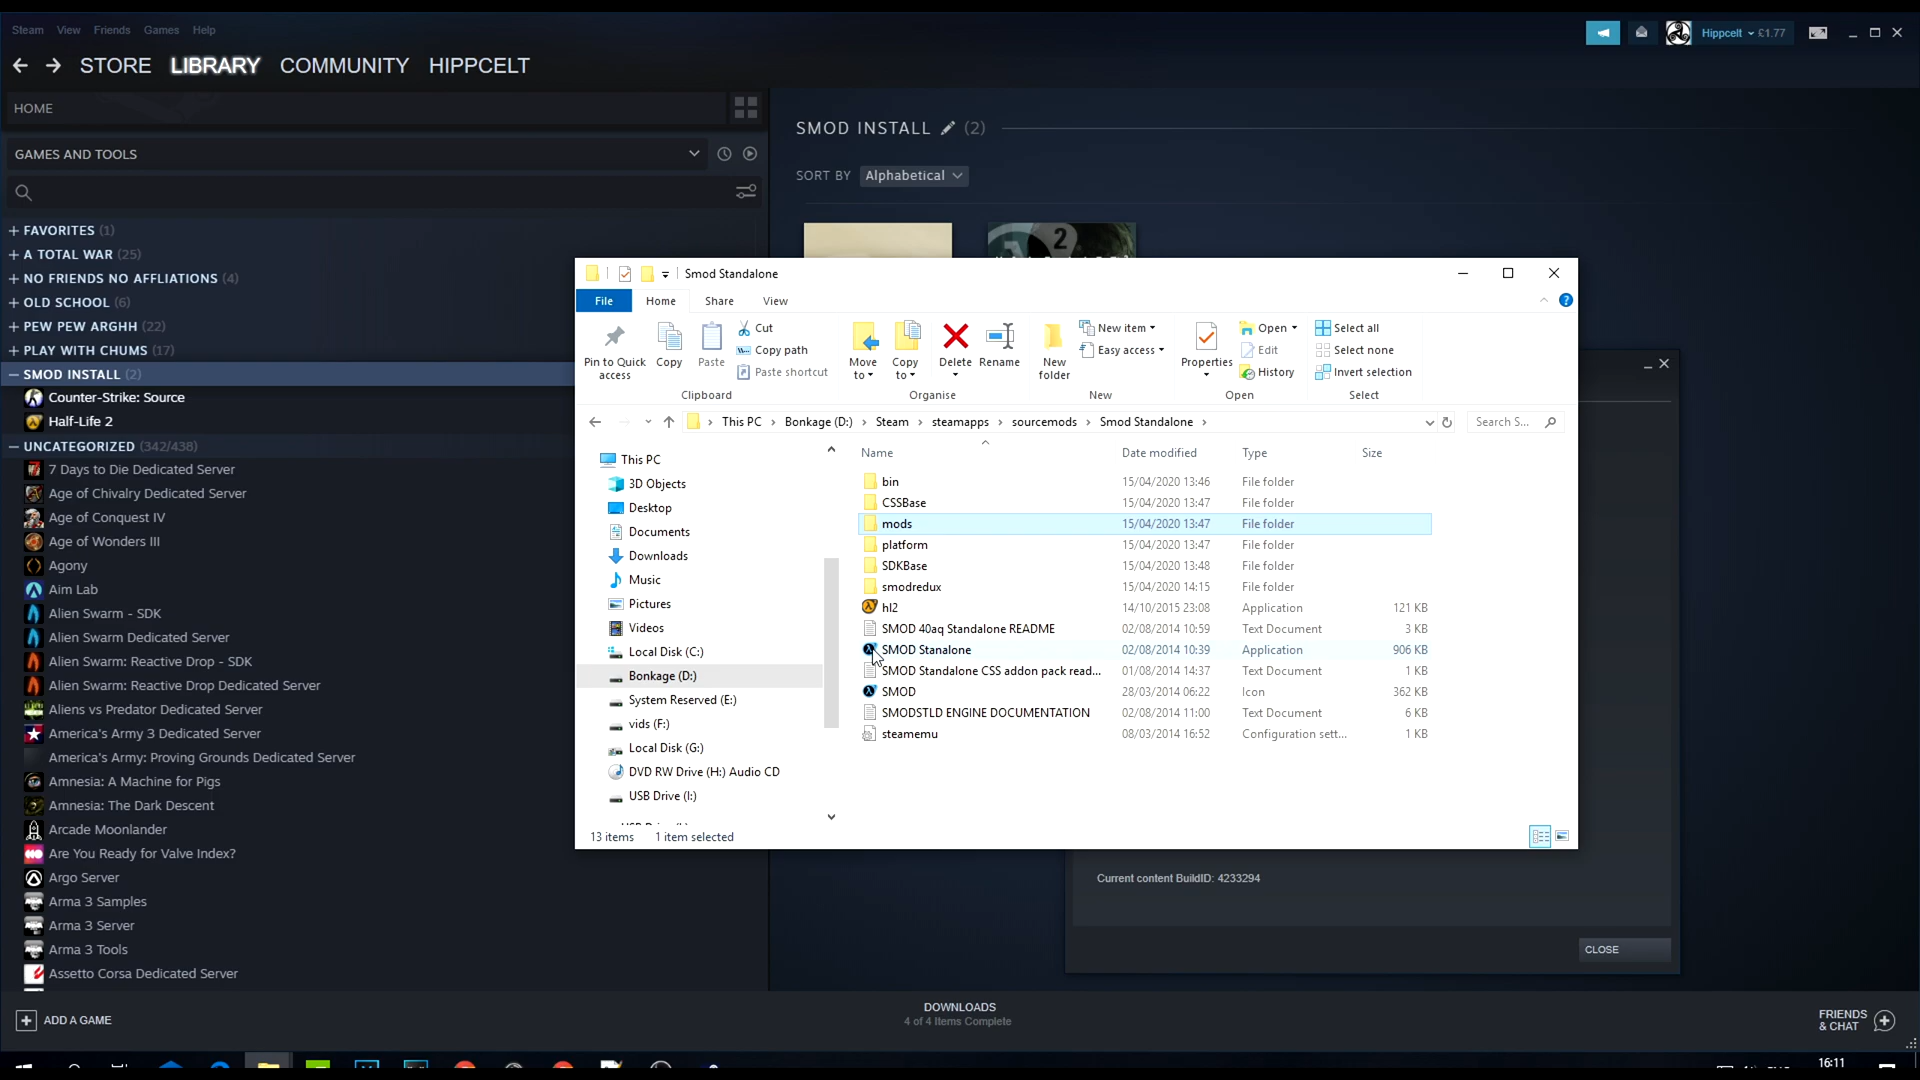 Steam View Friends Games Help
Hippcelt £1.77
STORE LIBRARY COMMUNITY HIPPCELT
HOME
GAMES AND TOOLS
FAVORITES (1)
A TOTAL WAR (25)
NO FRIENDS NO AFFLIATIONS (4)
OLD SCHOOL (6)
PEW PEW ARGHH (22)
PLAY WITH CHUMS (17)
SMOD INSTALL (2)
Counter-Strike: Source
Half-Life 2
UNCATEGORIZED (342/438)
7 Days to Die Dedicated Server
Age of Chivalry Dedicated Server
Age of Conquest IV
Age of Wonders III
Agony
Aim Lab
Alien Swarm - SDK
Alien Swarm Dedicated Server
Alien Swarm: Reactive Drop - SDK
Alien Swarm: Reactive Drop Dedicated Server
Aliens vs Predator Dedicated Server
America's Army 3 Dedicated Server
America's Army: Proving Grounds Dedicated Server
Amnesia: A Machine for Pigs
Amnesia: The Dark Descent
Arcade Moonlander
Are You Ready for Valve Index?
Argo Server
Arma 3 Samples
Arma 3 Server
Arma 3 Tools
Assetto Corsa Dedicated Server
ADD A GAME
SMOD INSTALL (2)
SORT BY Alphabetical
2
Smod Standalone
File Home Share View
Pin to Quick access
Copy
Paste
Cut
Copy path
Paste shortcut
Clipboard
Move to
Copy to
Delete
Rename
Organise
New folder
New item
Easy access
New
Properties
Open
Edit
History
Open
Select all
Select none
Invert selection
Select
This PC > Bonkage (D:) > Steam > steamapps > sourcemods > Smod Standalone >
Search S...
This PC
3D Objects
Desktop
Documents
Downloads
Music
Pictures
Videos
Local Disk (C:)
Bonkage (D:)
System Reserved (E:)
vids (F:)
Local Disk (G:)
DVD RW Drive (H:) Audio CD
USB Drive (I:)
Name Date modified Type Size
bin 15/04/2020 13:46 File folder
CSSBase 15/04/2020 13:47 File folder
mods 15/04/2020 13:47 File folder
platform 15/04/2020 13:47 File folder
SDKBase 15/04/2020 13:48 File folder
smodredux 15/04/2020 14:15 File folder
hl2 14/10/2015 23:08 Application 121 KB
SMOD 40aq Standalone README 02/08/2014 10:59 Text Document 3 KB
SMOD Stanalone 02/08/2014 10:39 Application 906 KB
SMOD Standalone CSS addon pack read... 01/08/2014 14:37 Text Document 1 KB
SMOD 28/03/2014 06:22 Icon 362 KB
SMODSTLD ENGINE DOCUMENTATION 02/08/2014 11:00 Text Document 6 KB
steamemu 08/03/2014 16:52 Configuration sett... 1 KB
13 items 1 item selected
Current content BuildID: 4233294
CLOSE
DOWNLOADS
4 of 4 Items Complete
FRIENDS
& CHAT
16:11